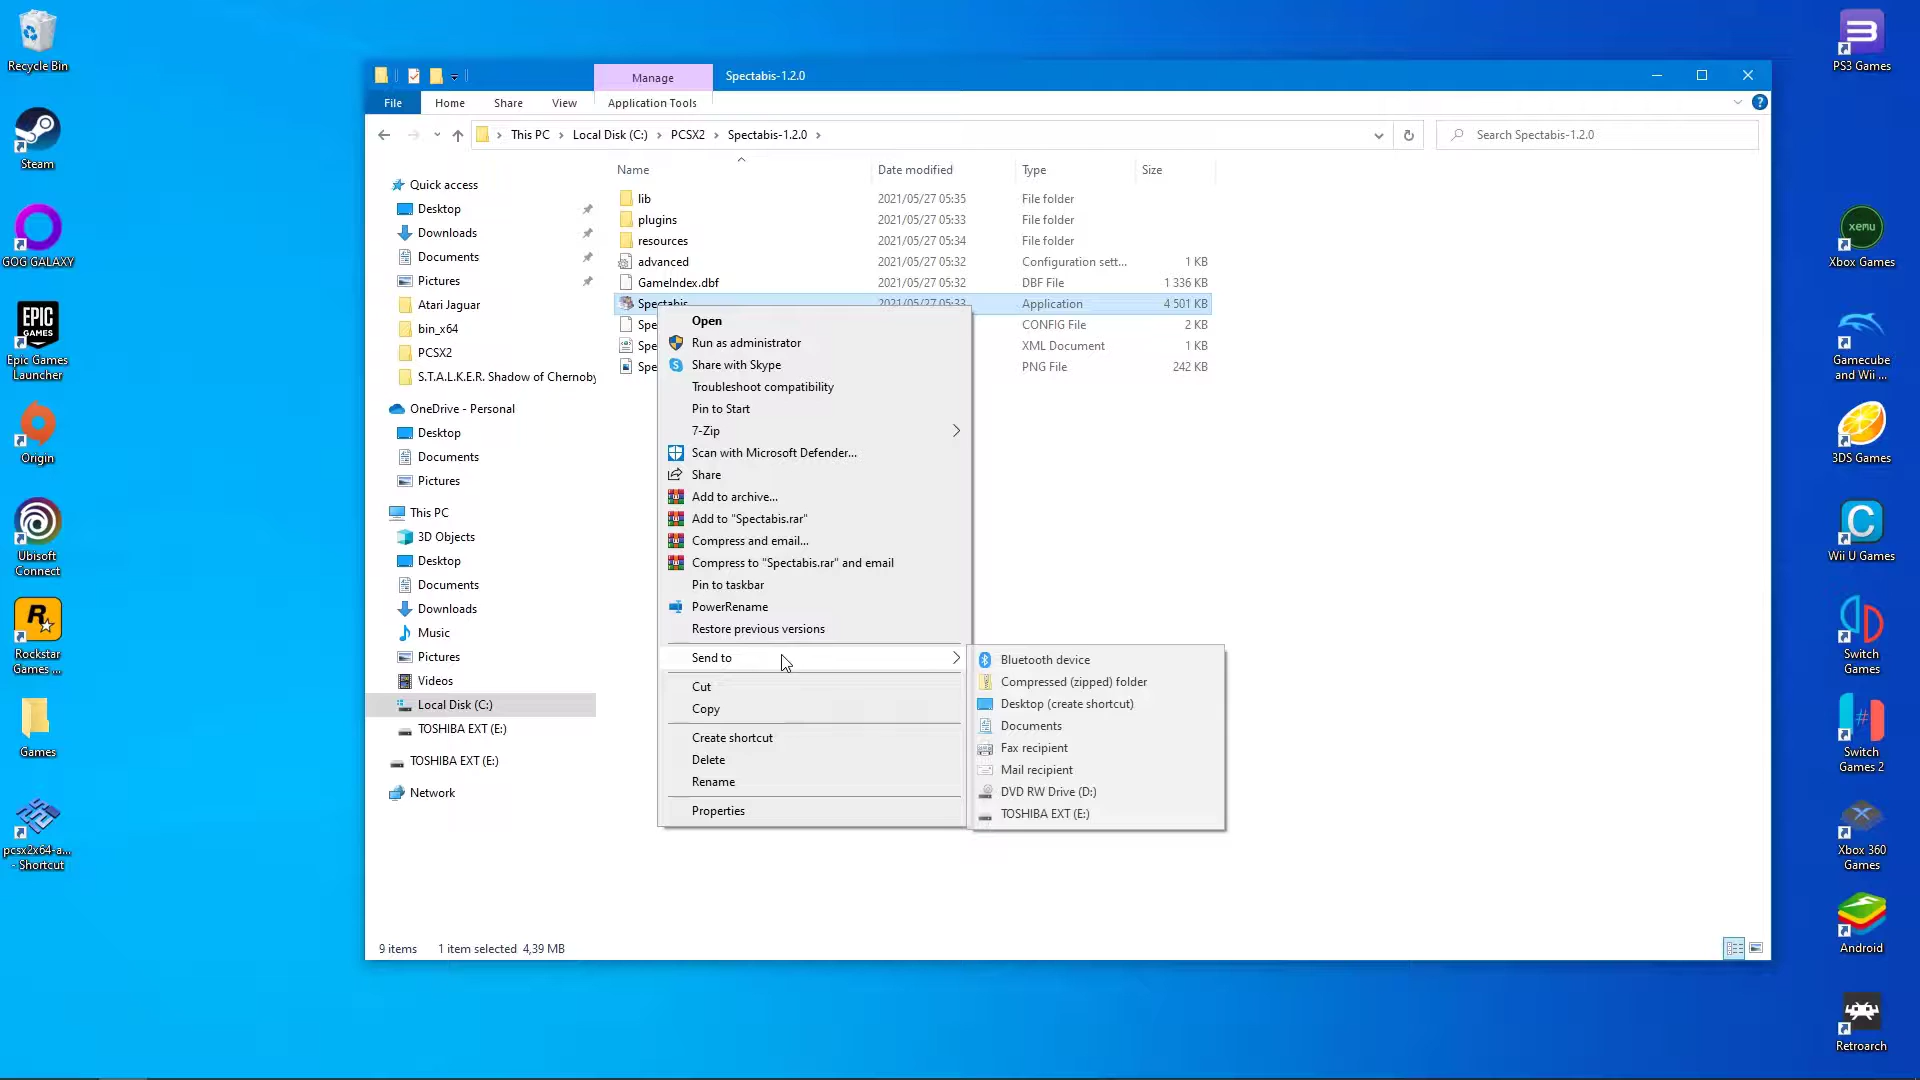 Recycle Bin
Steam
GOG GALAXY
Epic Games
Launcher
Origin
Ubisoft
Connect
Rockstar
Games ...
Games
pcsx2x64-a...
- Shortcut
Manage
Spectabis-1.2.0
File
Home
Share
View
Application Tools
This PC
Local Disk (C:)
PCSX2
Spectabis-1.2.0
Search Spectabis-1.2.0
Name
Date modified
Type
Size
Quick access
Desktop
Downloads
Documents
Pictures
Atari Jaguar
bin_x64
PCSX2
S.T.A.L.K.E.R. Shadow of Chernoby
OneDrive - Personal
Desktop
Documents
Pictures
This PC
3D Objects
Desktop
Documents
Downloads
Music
Pictures
Videos
Local Disk (C:)
TOSHIBA EXT (E:)
TOSHIBA EXT (E:)
Network
lib 2021/05/27 05:35 File folder
plugins 2021/05/27 05:33 File folder
resources 2021/05/27 05:34 File folder
advanced 2021/05/27 05:32 Configuration sett... 1 KB
GameIndex.dbf 2021/05/27 05:32 DBF File 1 336 KB
Spectabis 2021/05/27 05:33 Application 4 501 KB
Spe CONFIG File 2 KB
Spe XML Document 1 KB
Spe PNG File 242 KB
Open
Run as administrator
Share with Skype
Troubleshoot compatibility
Pin to Start
7-Zip
Scan with Microsoft Defender...
Share
Add to archive...
Add to "Spectabis.rar"
Compress and email...
Compress to "Spectabis.rar" and email
Pin to taskbar
PowerRename
Restore previous versions
Send to
Cut
Copy
Create shortcut
Delete
Rename
Properties
Bluetooth device
Compressed (zipped) folder
Desktop (create shortcut)
Documents
Fax recipient
Mail recipient
DVD RW Drive (D:)
TOSHIBA EXT (E:)
9 items
1 item selected 4,39 MB
PS3 Games
xemu
Xbox Games
Gamecube
and Wii ...
3DS Games
Wii U Games
Switch
Games
Switch
Games 2
Xbox 360
Games
Android
Retroarch
EPIC
GAMES